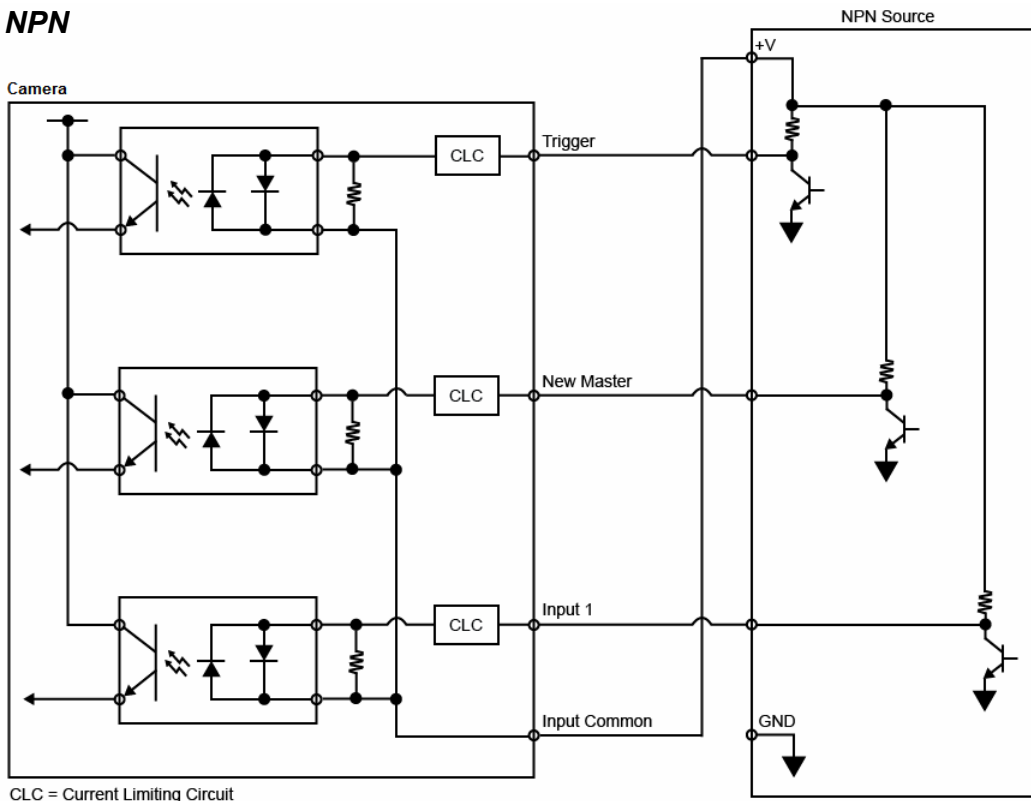 NPN
NPN Source
+V
Camera
Trigger
CLC
New Master
CLC
Input 1
CLC
Input Common
GND
CLC = Current Limiting Circuit